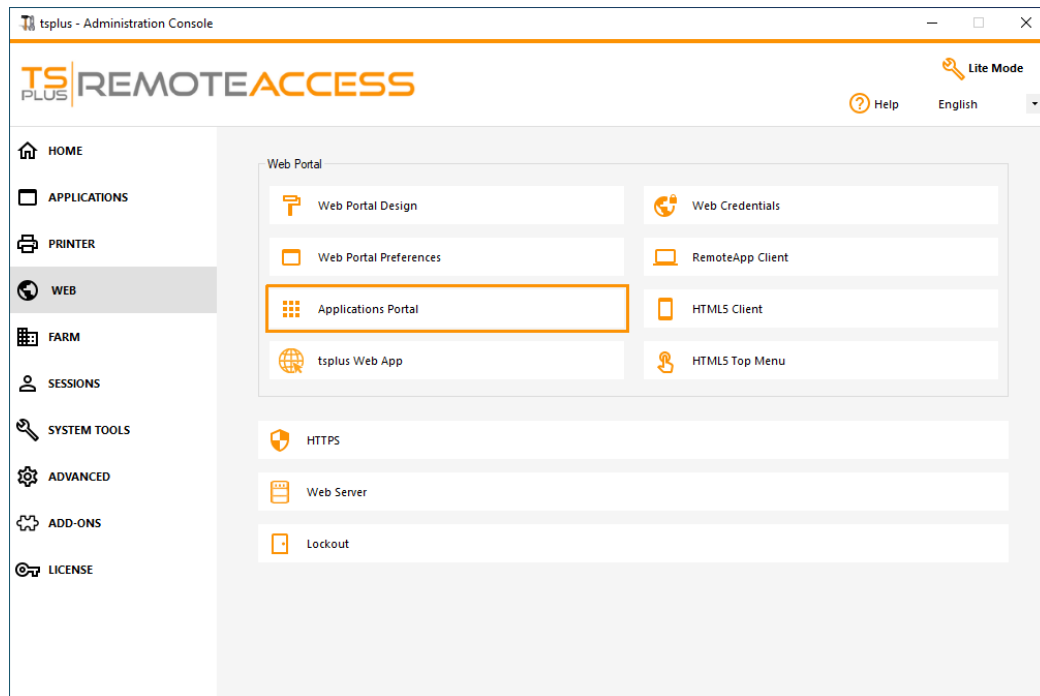 tsplus - Administration Console
TS PLUS REMOTEACCESS
Lite Mode
Help
English
HOME
APPLICATIONS
PRINTER
WEB
FARM
SESSIONS
SYSTEM TOOLS
ADVANCED
ADD-ONS
LICENSE
Web Portal
Web Portal Design
Web Credentials
Web Portal Preferences
RemoteApp Client
Applications Portal
HTML5 Client
tsplus Web App
HTML5 Top Menu
HTTPS
Web Server
Lockout